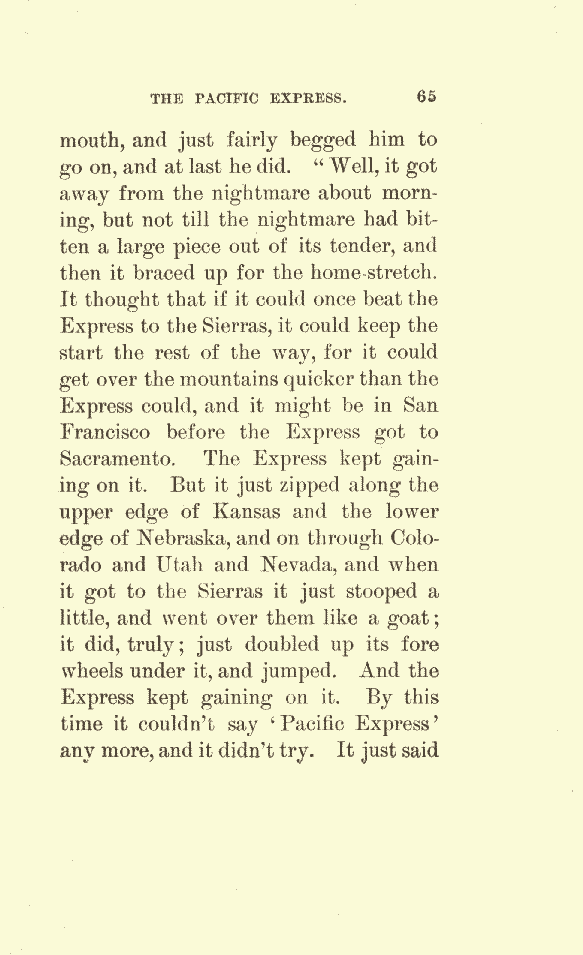 THE PACIFIC EXPRESS. 65
mouth, and just fairly begged him to
go on, and at last he did. “Well, it got
away from the nightmare about morn-
ing, but not till the nightmare had bit-
ten a large piece out of its tender, and
then it braced up for the home-stretch.
It thought that if it could once beat the
Express to the Sierras, it could keep the
start the rest of the way, for it could
get over the mountains quicker than the
Express could, and it might be in San
Francisco before the Express got to
Sacramento. The Express kept gain-
ing on it. But it just zipped along the
upper edge of Kansas and the lower
edge of Nebraska, and on through Colo-
rado and Utah and Nevada, and when
it got to the Sierras it just stooped a
little, and went over them like a goat;
it did, truly; just doubled up its fore
wheels under it, and jumped. And the
Express kept gaining on it. By this
time it couldn’t say ‘Pacific Express’
any more, and it didn’t try. It just said